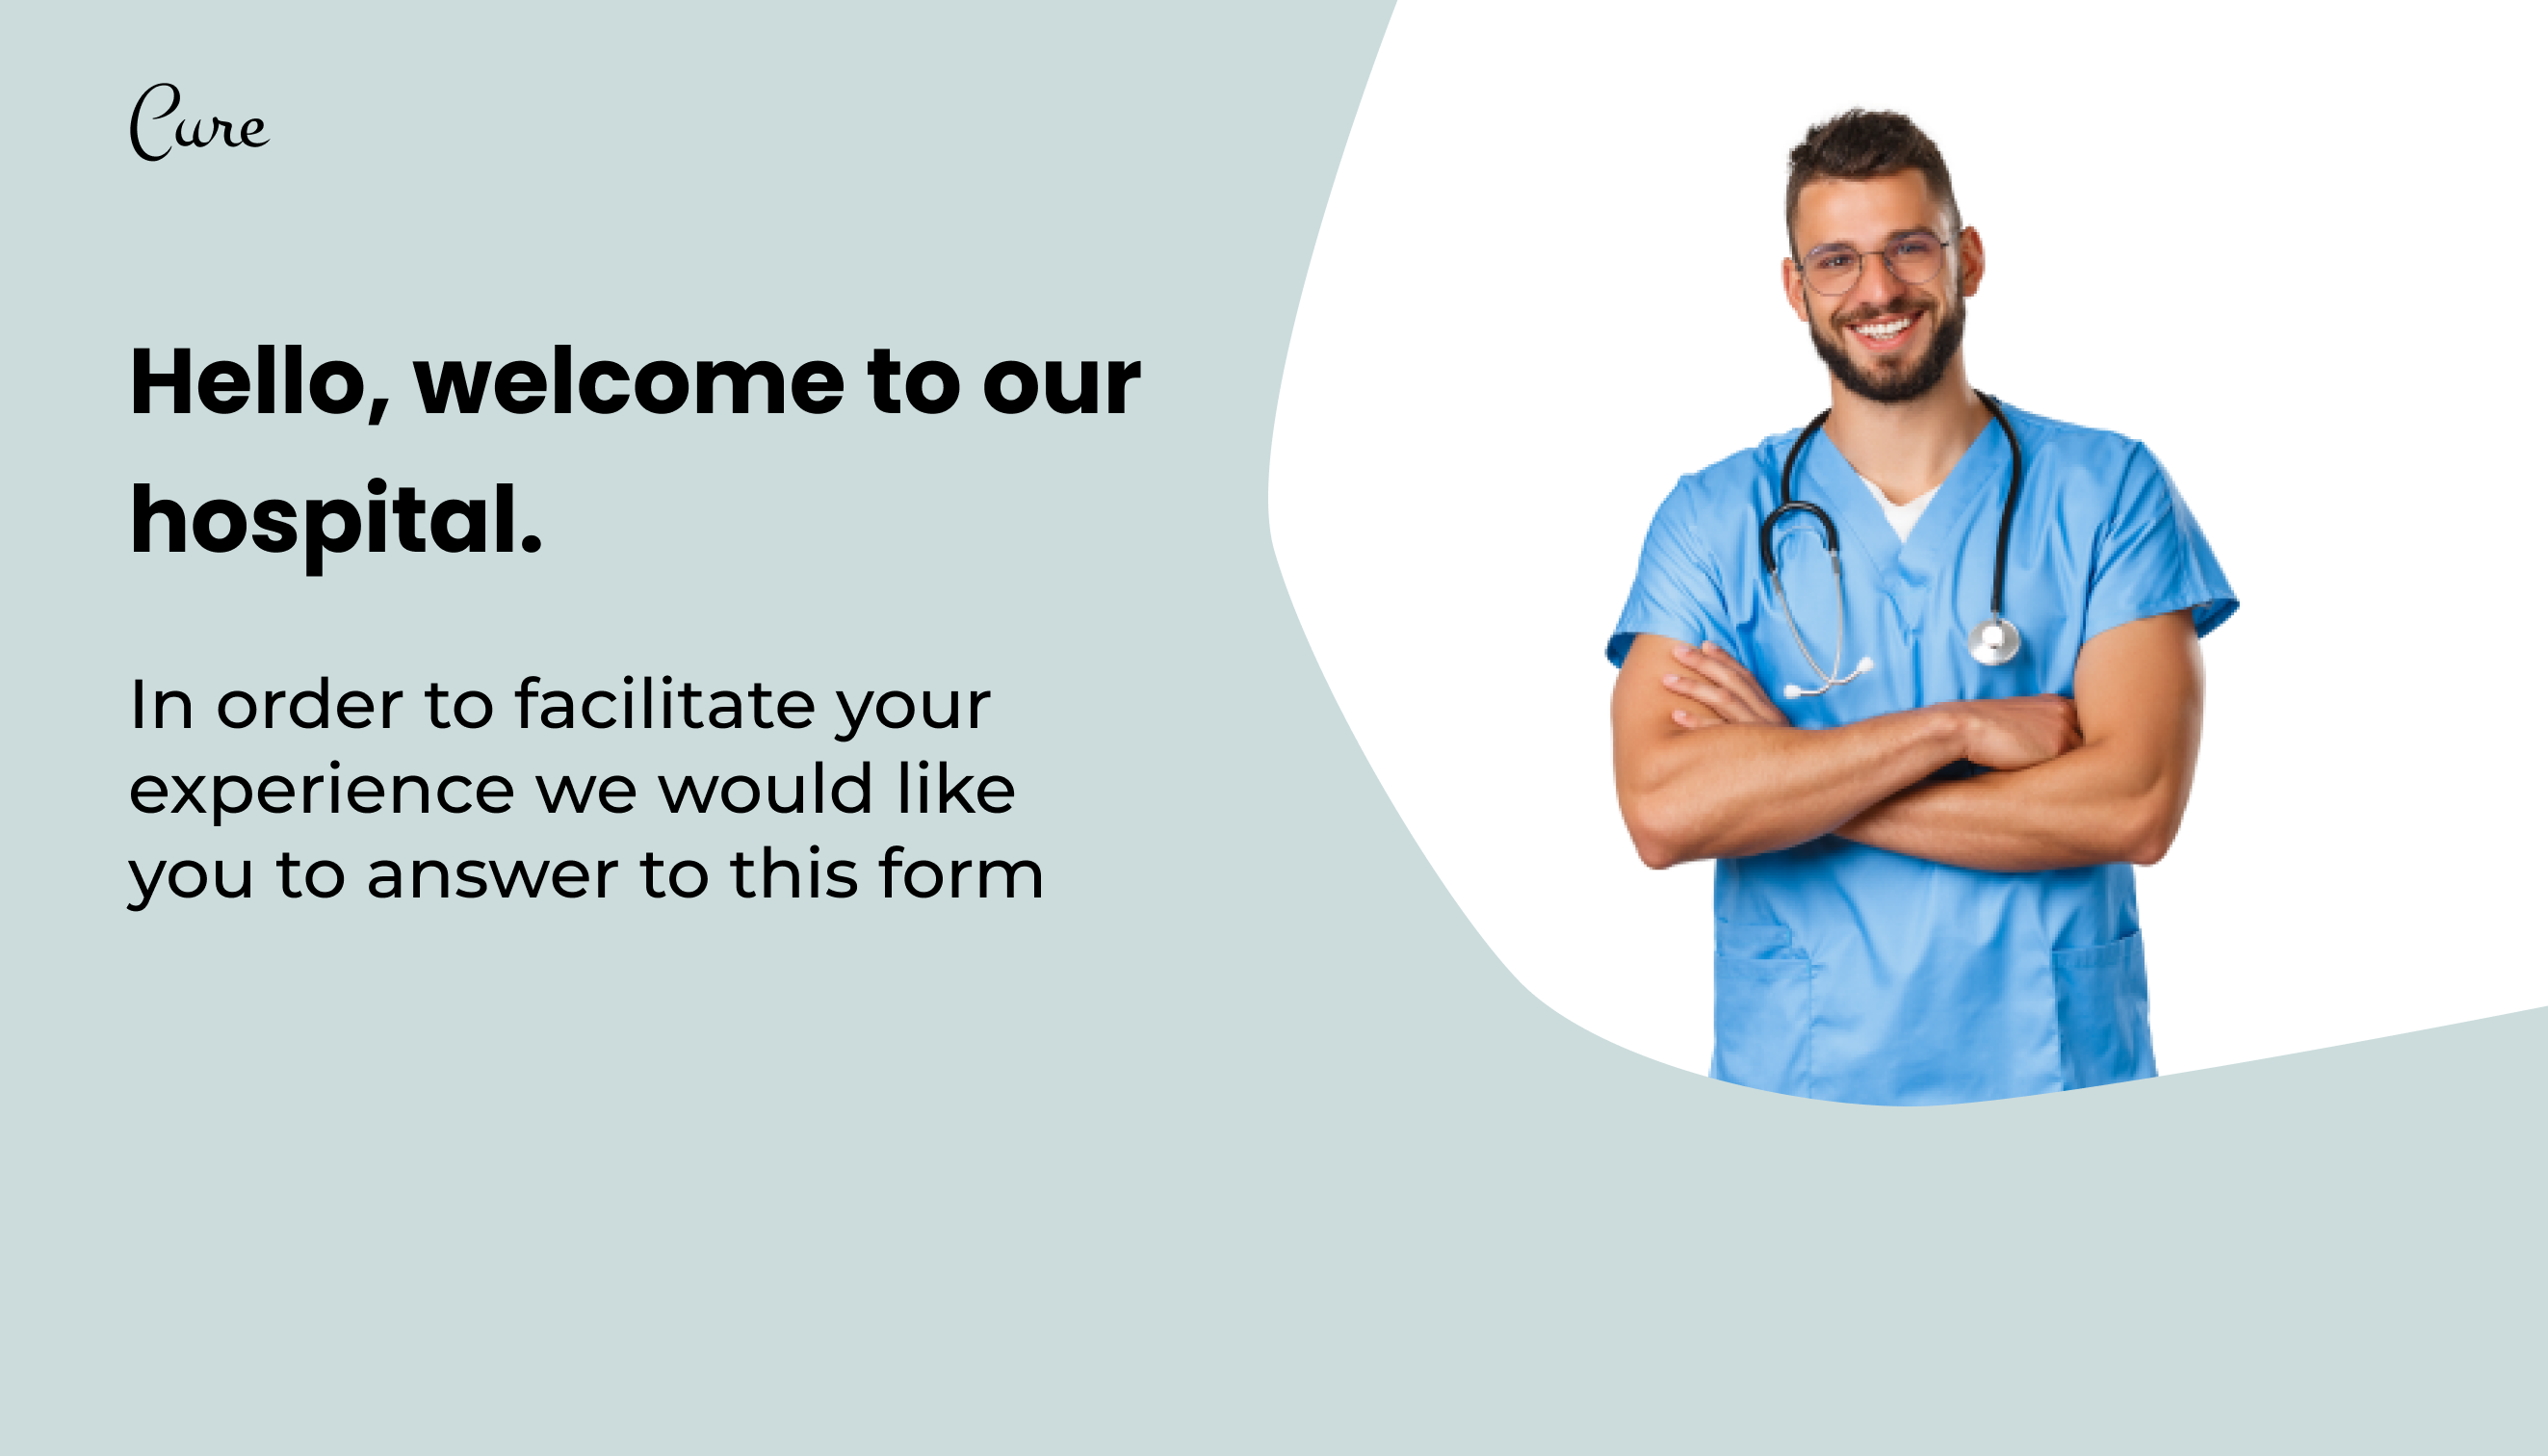 Cure
Hello, welcome to our
hospital.
In order to facilitate your
experience we would like
you to answer to this form